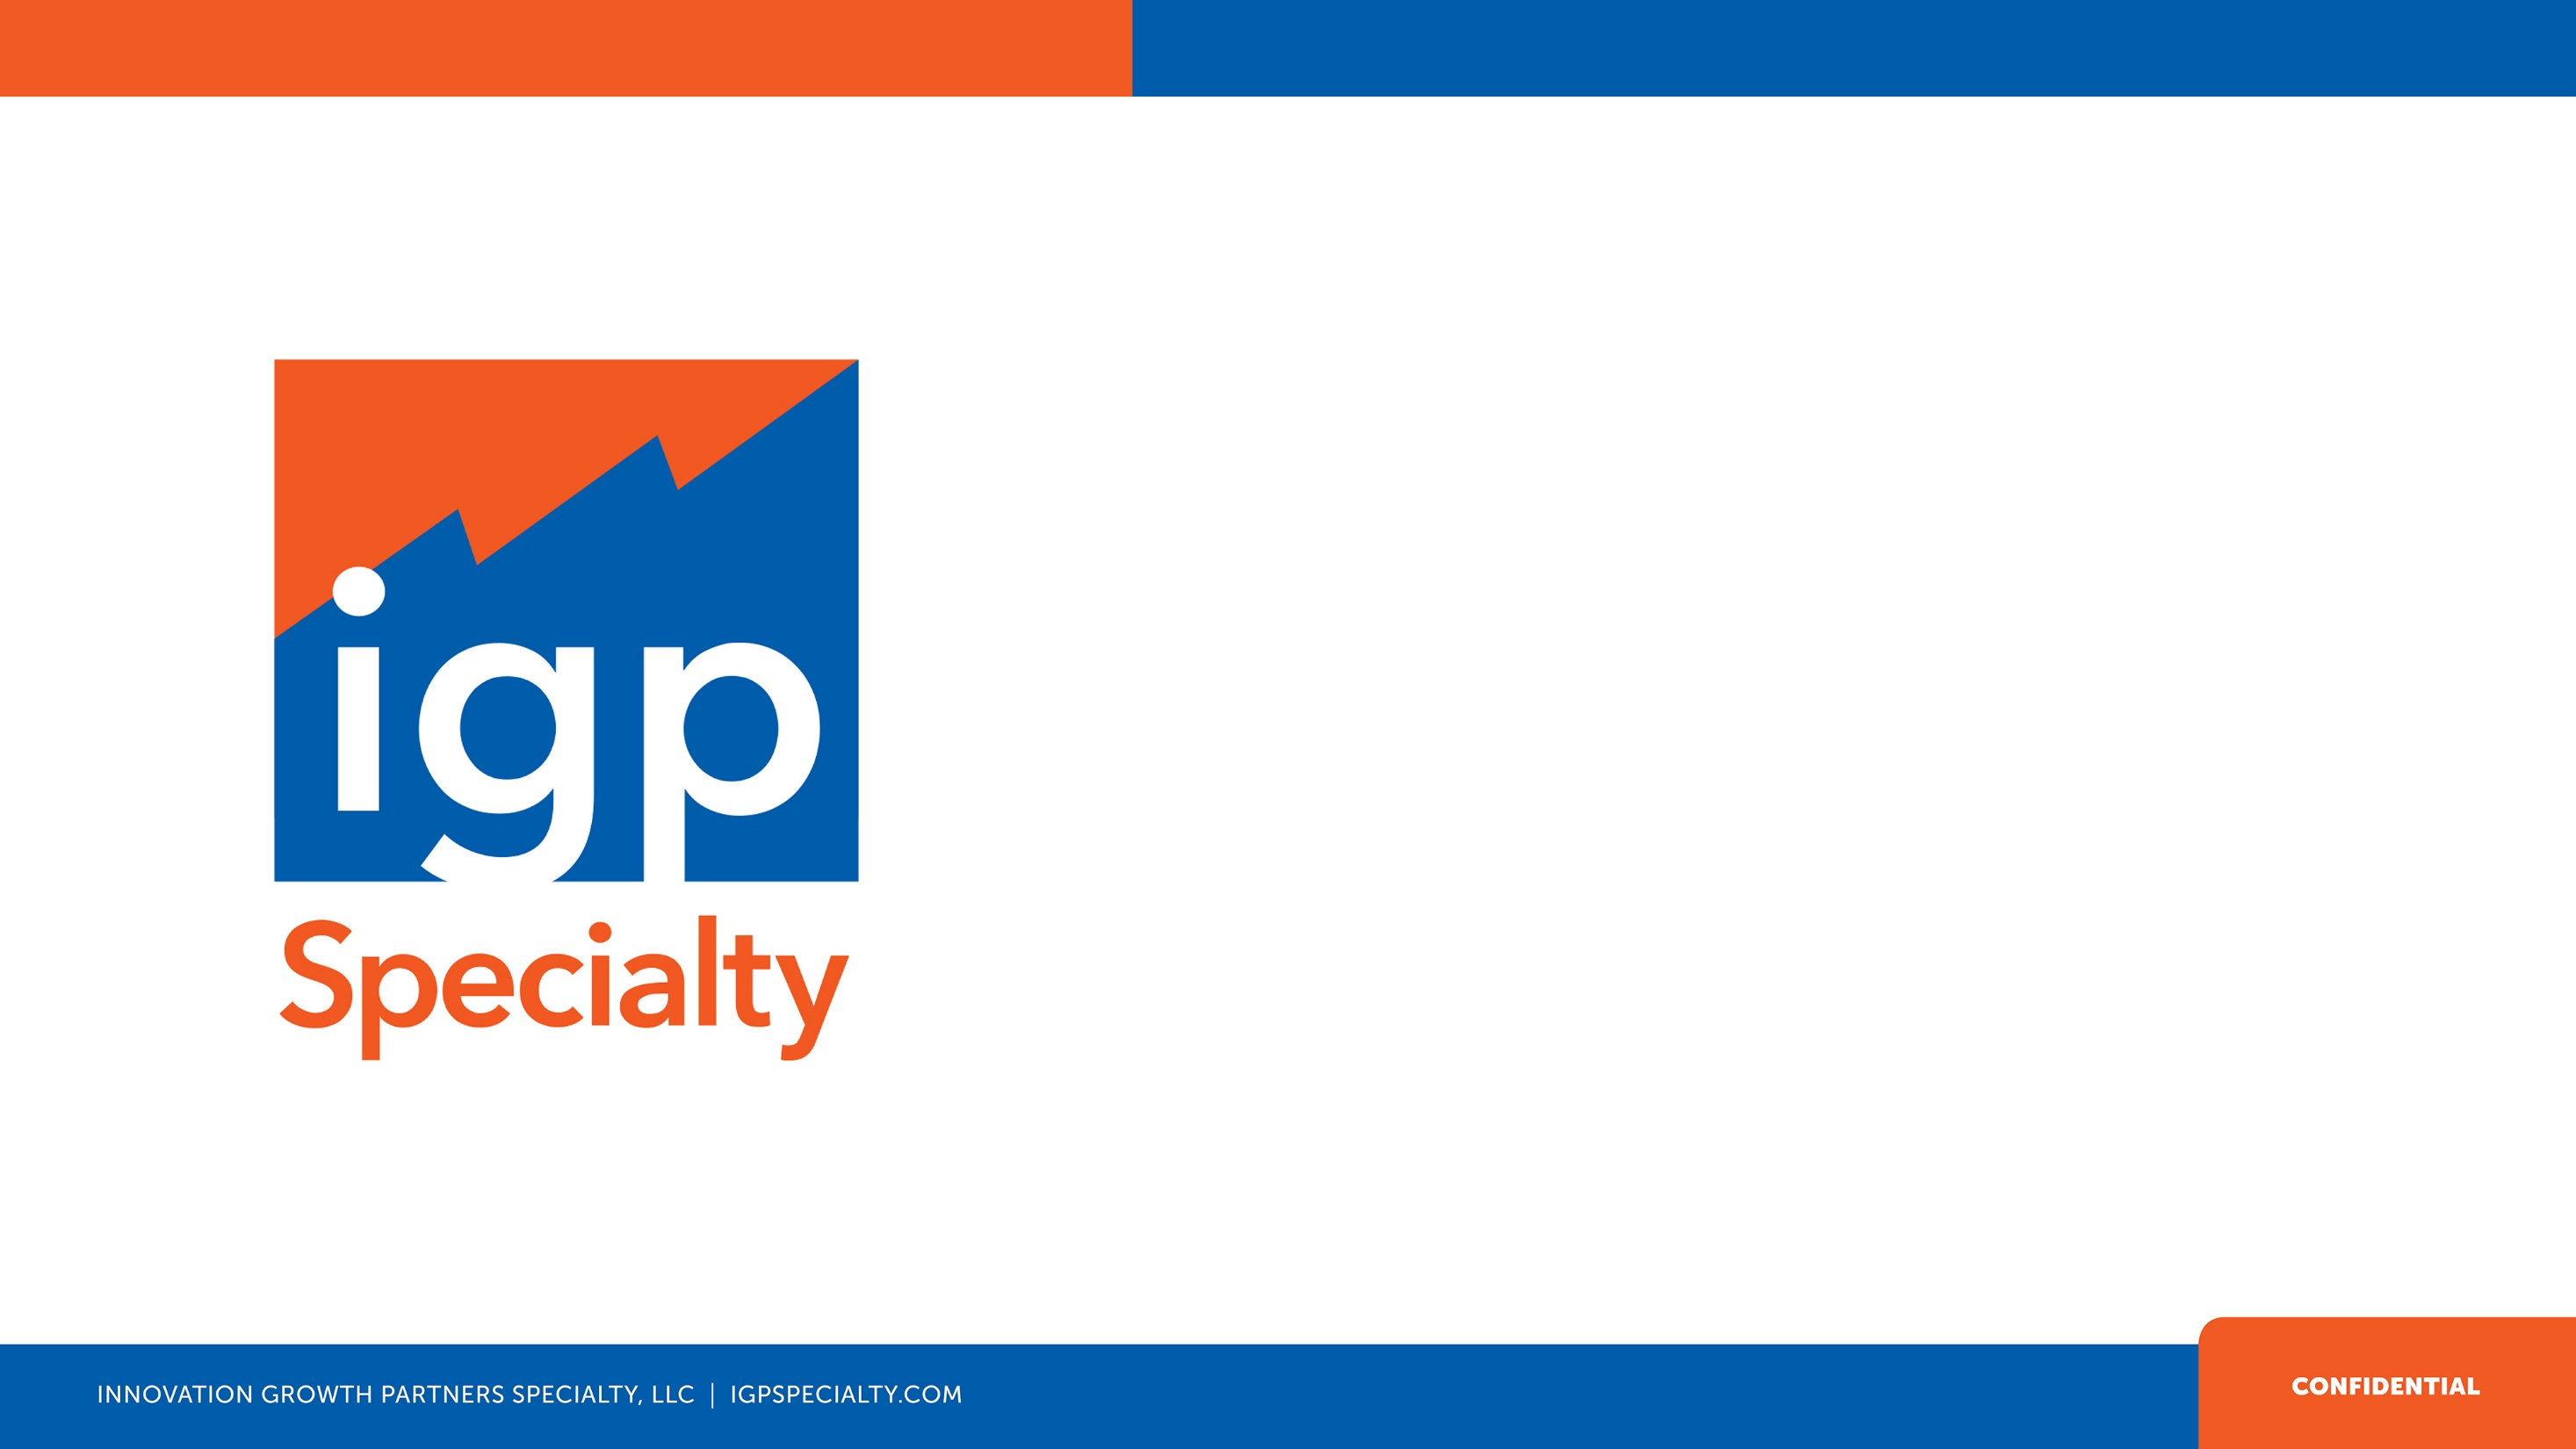 igp
Specialty
INNOVATION GROWTH PARTNERS SPECIALTY, LLC | IGPSPECIALTY.COM
CONFIDENTIAL